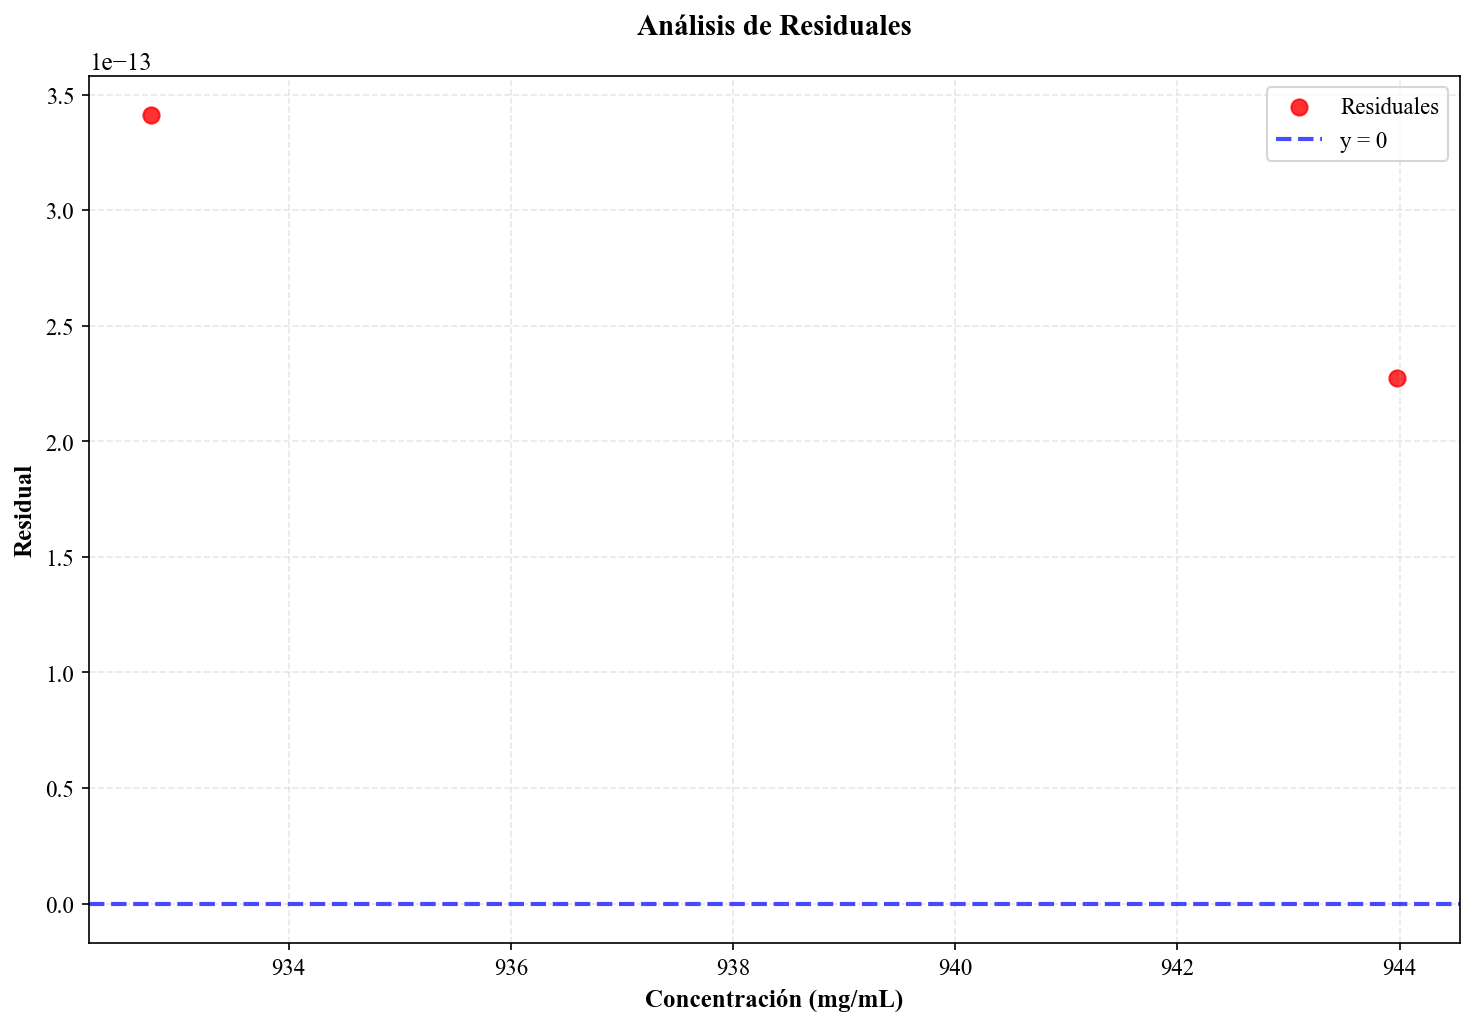 Análisis de Residuales
1e−13
3.5
3.0
2.5
2.0
1.5
1.0
0.5
0.0
Residual
Residuales
y = 0
934
936
938
940
942
944
Concentración (mg/mL)